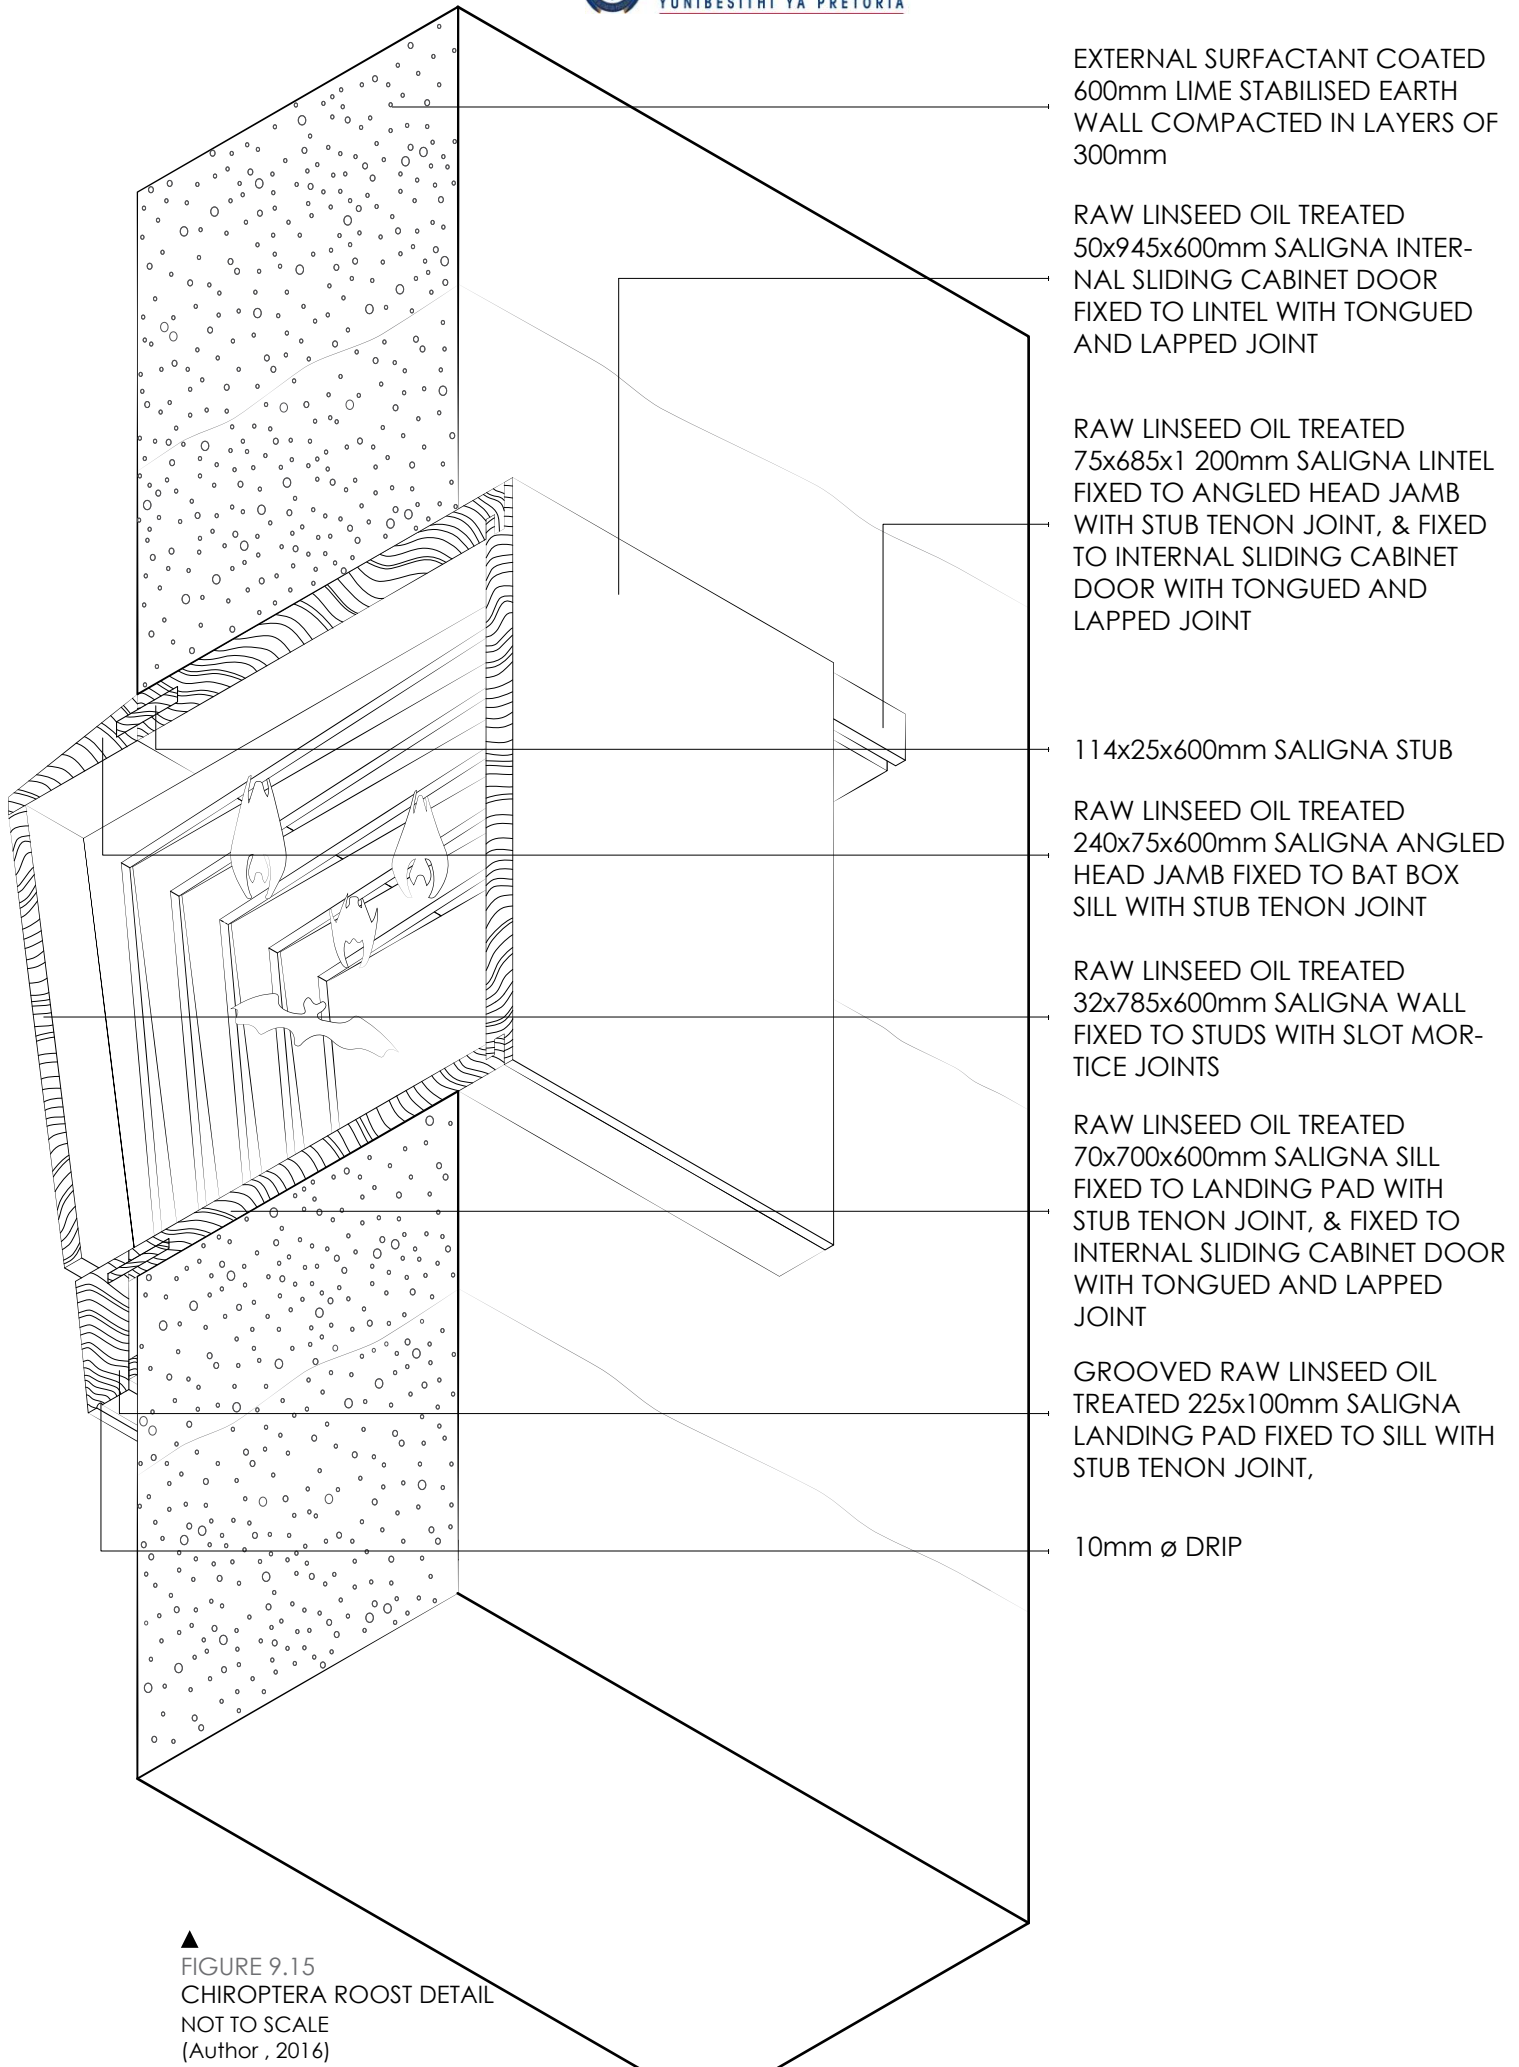 YUNIBESITHI YA PRETORIA
EXTERNAL SURFACTANT COATED
600mm LIME STABILISED EARTH
WALL COMPACTED IN LAYERS OF
300mm
RAW LINSEED OIL TREATED
50x945x600mm SALIGNA INTER-
NAL SLIDING CABINET DOOR
FIXED TO LINTEL WITH TONGUED
AND LAPPED JOINT
RAW LINSEED OIL TREATED
75x685x1 200mm SALIGNA LINTEL
FIXED TO ANGLED HEAD JAMB
WITH STUB TENON JOINT, & FIXED
TO INTERNAL SLIDING CABINET
DOOR WITH TONGUED AND
LAPPED JOINT
114x25x600mm SALIGNA STUB
RAW LINSEED OIL TREATED
240x75x600mm SALIGNA ANGLED
HEAD JAMB FIXED TO BAT BOX
SILL WITH STUB TENON JOINT
RAW LINSEED OIL TREATED
32x785x600mm SALIGNA WALL
FIXED TO STUDS WITH SLOT MOR-
TICE JOINTS
RAW LINSEED OIL TREATED
70x700x600mm SALIGNA SILL
FIXED TO LANDING PAD WITH
STUB TENON JOINT, & FIXED TO
INTERNAL SLIDING CABINET DOOR
WITH TONGUED AND LAPPED
JOINT
GROOVED RAW LINSEED OIL
TREATED 225x100mm SALIGNA
LANDING PAD FIXED TO SILL WITH
STUB TENON JOINT,
10mm ø DRIP
FIGURE 9.15
CHIROPTERA ROOST DETAIL
NOT TO SCALE
(Author , 2016)